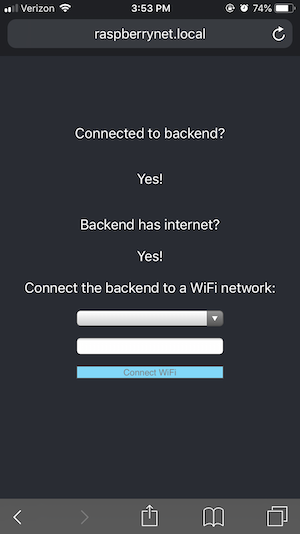 Verizon 3:53 PM 74%
raspberrynet.local
Connected to backend?
Yes!
Backend has internet?
Yes!
Connect the backend to a WiFi network:
Connect WiFi